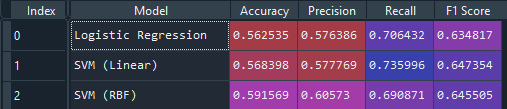 Index Model Accuracy Precision Recall F1 Score
0 Logistic Regression 0.562535 0.576386 0.706432 0.634817
1 SVM (Linear) 0.568398 0.577769 0.735996 0.647354
2 SVM (RBF) 0.591569 0.60573 0.690871 0.645505